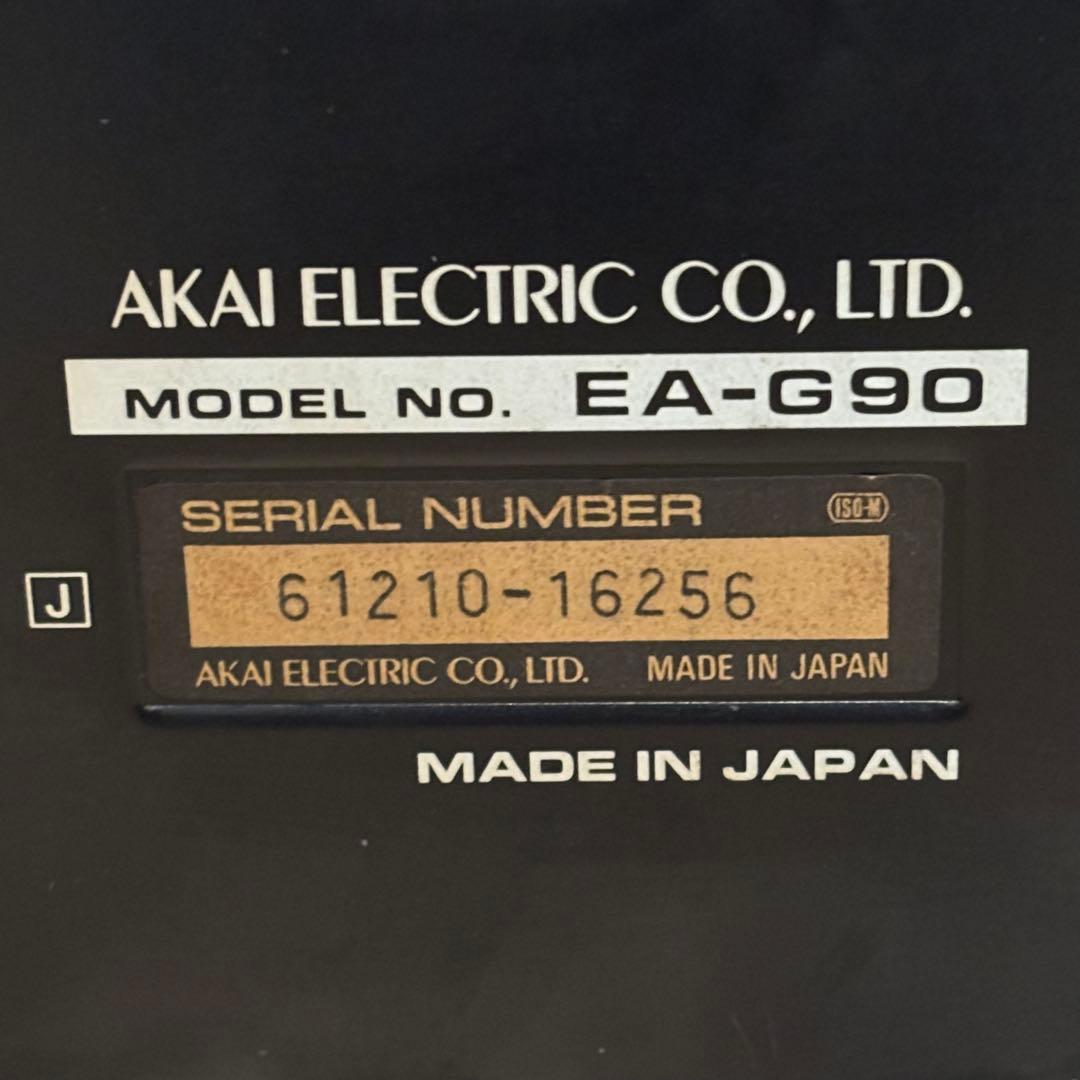 AKAI ELECTRIC CO., LTD.
MODEL NO. EA-G90
SERIAL NUMBER ISO-M
J
61210-16256
AKAI ELECTRIC CO., LTD. MADE IN JAPAN
MADE IN JAPAN